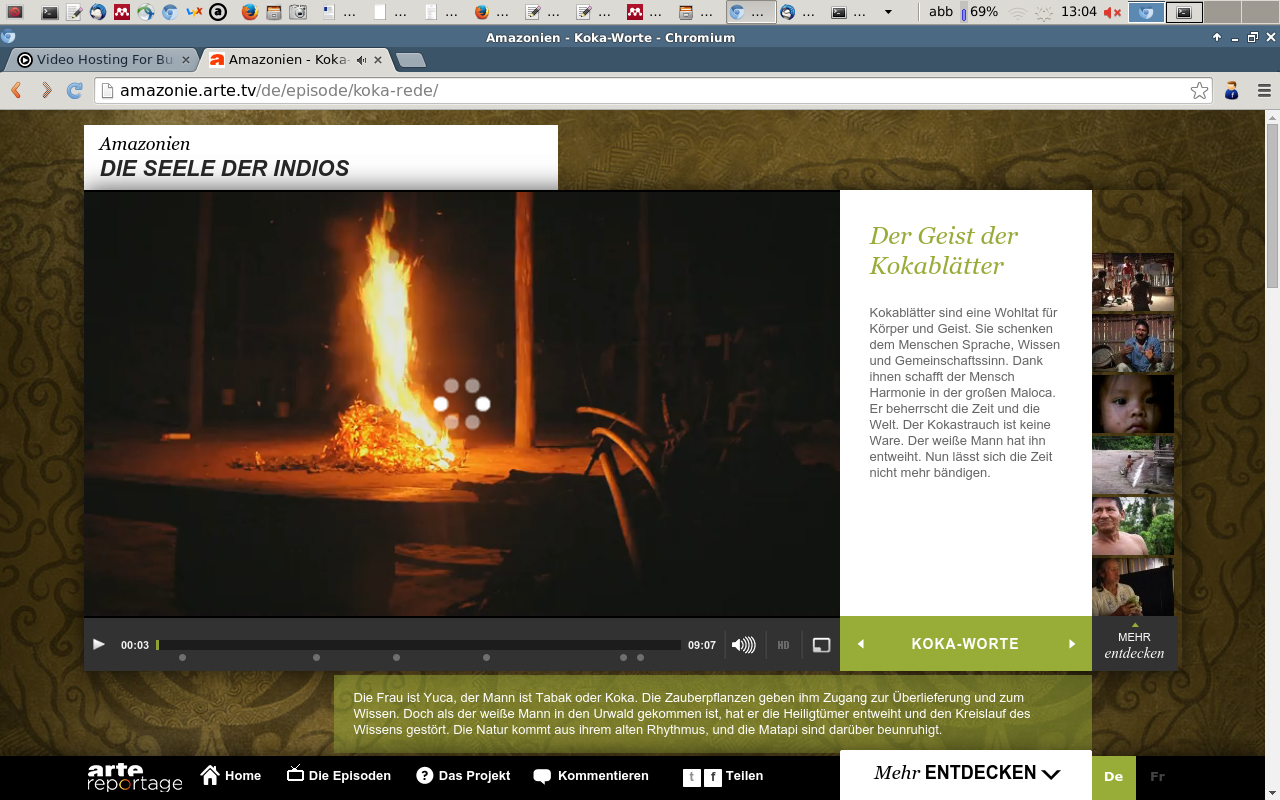 ... ... ... ... ... ... ... ... ... ... abb 69% 13:04
Amazonien - Koka-Worte - Chromium
Video Hosting For Bu
Amazonien - Koka-
amazonie.arte.tv/de/episode/koka-rede/
Amazonien
DIE SEELE DER INDIOS
Der Geist der
Kokablätter
Kokablätter sind eine Wohltat für
Körper und Geist. Sie schenken
dem Menschen Sprache, Wissen
und Gemeinschaftssinn. Dank
ihnen schafft der Mensch
Harmonie in der großen Maloca.
Er beherrscht die Zeit und die
Welt. Der Kokastrauch ist keine
Ware. Der weiße Mann hat ihn
entweiht. Nun lässt sich die Zeit
nicht mehr bändigen.
00:03 09:07 HD
KOKA-WORTE
MEHR
entdecken
Die Frau ist Yuca, der Mann ist Tabak oder Koka. Die Zauberpflanzen geben ihm Zugang zur Überlieferung und zum
Wissen. Doch als der weiße Mann in den Urwald gekommen ist, hat er die Heiligtümer entweiht und den Kreislauf des
Wissens gestört. Die Natur kommt aus ihrem alten Rhythmus, und die Matapi sind darüber beunruhigt.
arte
reportage
Home
Die Episoden
? Das Projekt
Kommentieren
t f Teilen
Mehr ENTDECKEN
De Fr